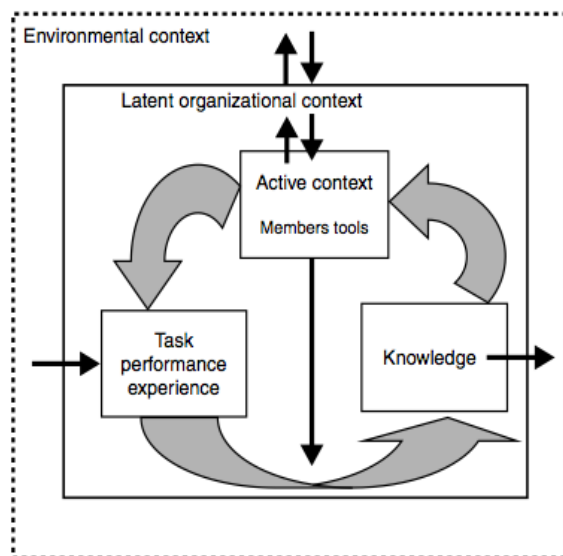 Environmental context
Latent organizational context
Active context
Members tools
Task
performance
experience
Knowledge